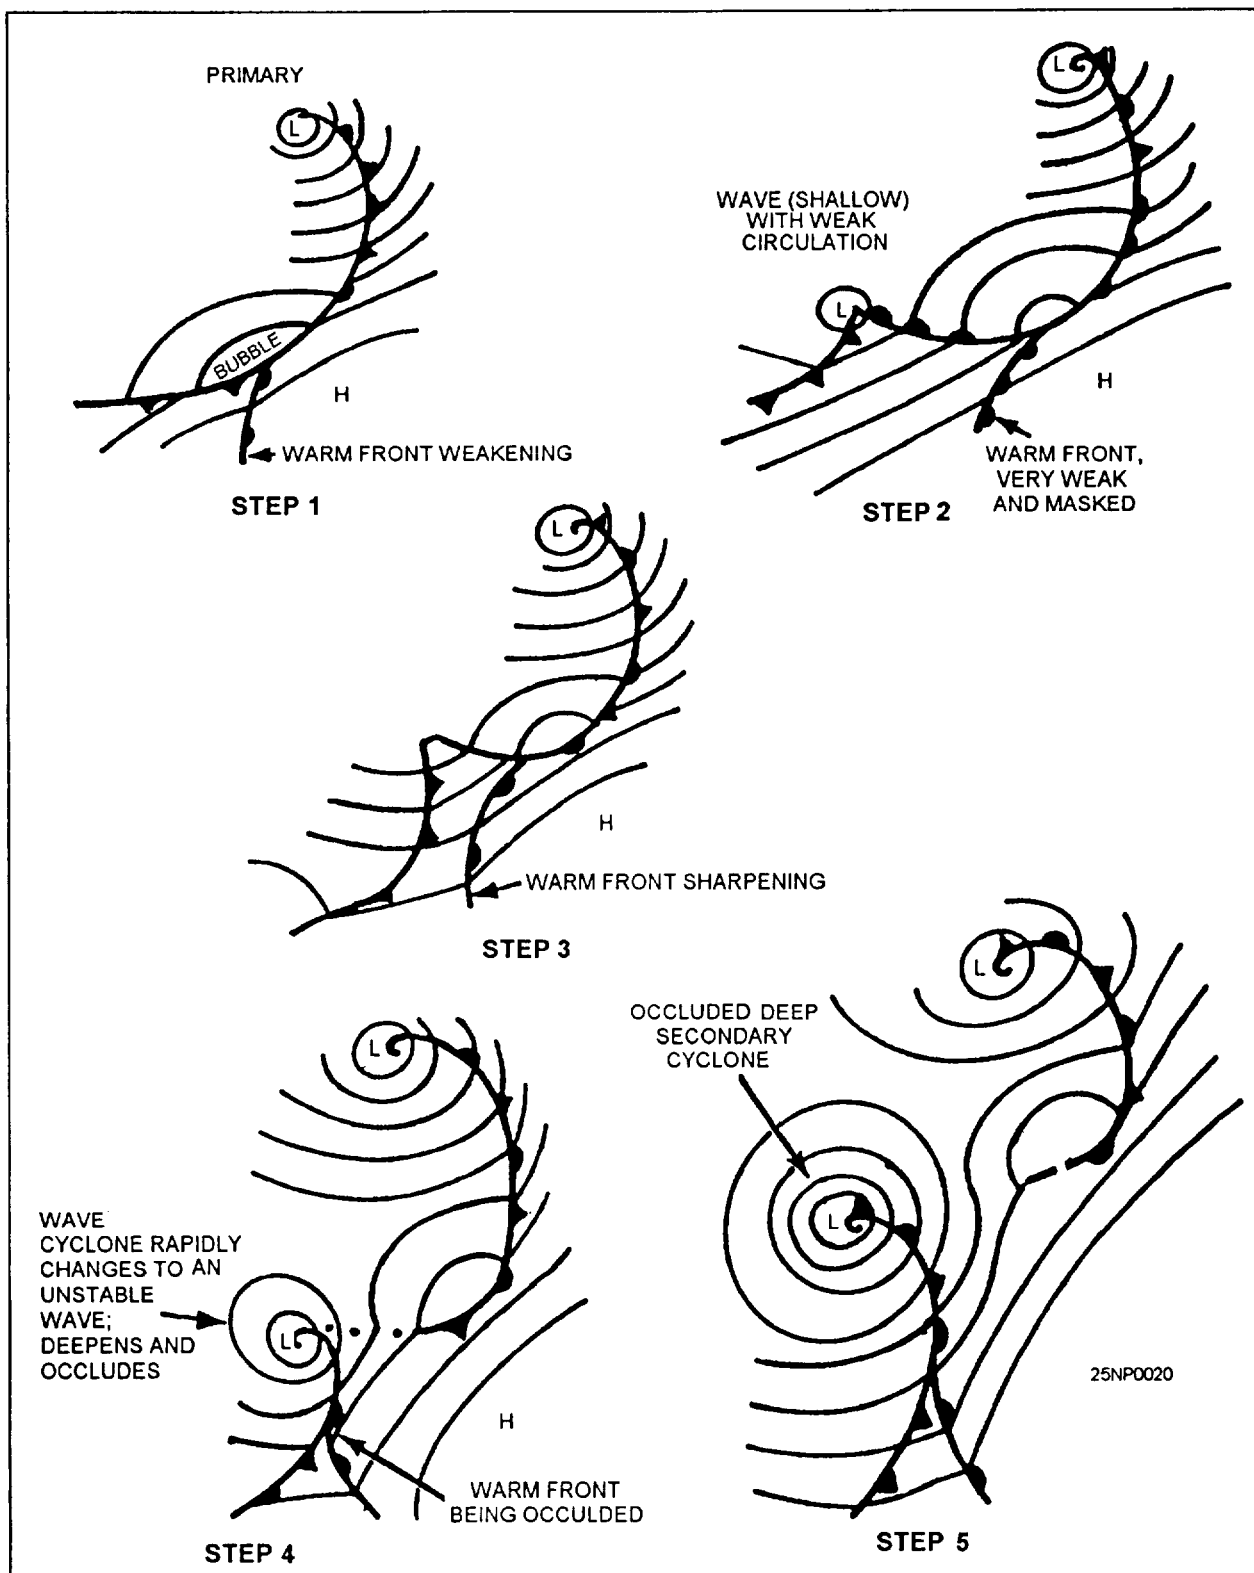 PRIMARY
L
BUBBLE
H
WARM FRONT WEAKENING
STEP 1
L
WAVE (SHALLOW)
WITH WEAK
CIRCULATION
L
H
WARM FRONT,
VERY WEAK
AND MASKED
STEP 2
L
H
WARM FRONT SHARPENING
STEP 3
L
WAVE
CYCLONE RAPIDLY
CHANGES TO AN
UNSTABLE
WAVE;
DEEPENS AND
OCCLUDES
L
H
WARM FRONT
BEING OCCULDED
STEP 4
L
OCCLUDED DEEP
SECONDARY
CYCLONE
L
25NP0020
STEP 5